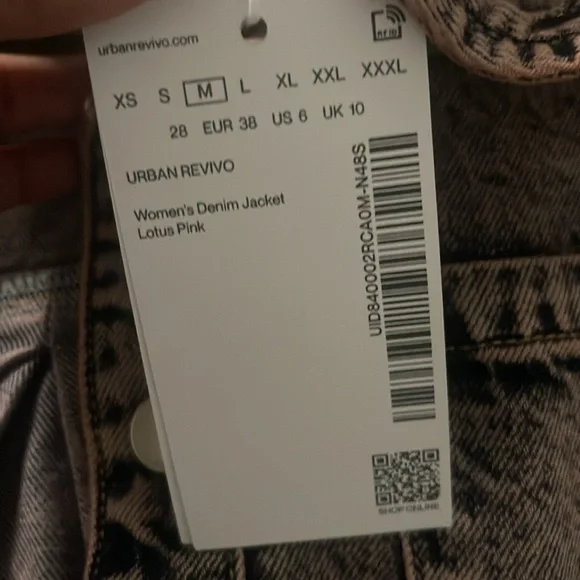 urbanrevivo.com
RFID
XS S M L XL XXL XXXL
28 EUR 38 US 6 UK 10
URBAN REVIVO
Women's Denim Jacket
Lotus Pink
UID840002RCA0M-N48S
SHOP ONLINE